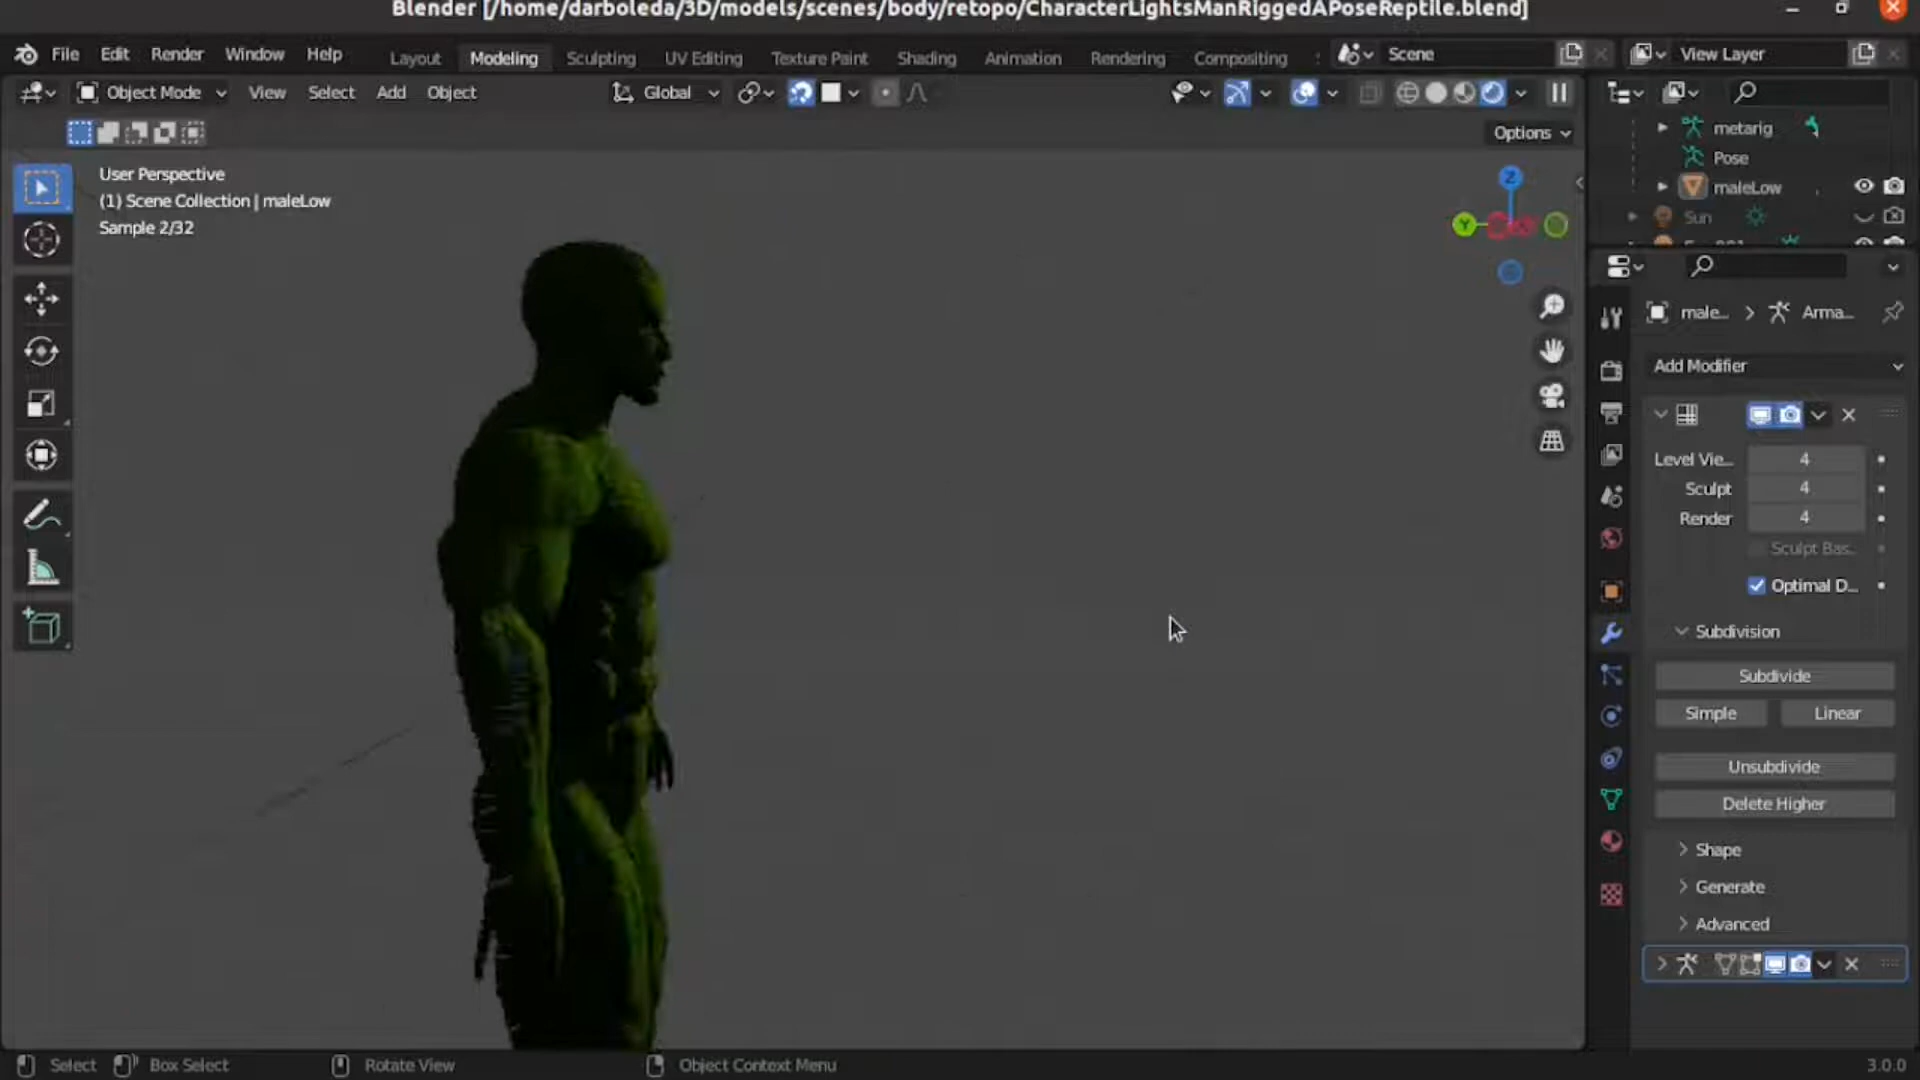 Blender [/home/darboleda/3D/models/scenes/body/retopo/CharacterLightsManRiggedAPoseReptile.blend]
File Edit Render Window Help Layout Modeling Sculpting UV Editing Texture Paint Shading Animation Rendering Compositing Scene View Layer
Object Mode View Select Add Object Global
Options
User Perspective
(1) Scene Collection | maleLow
Sample 2/32
Z
Y
metarig
Pose
maleLow
Sun
male... Arma...
Add Modifier
Level Vie... 4
Sculpt 4
Render 4
Sculpt Bas...
Optimal D...
Subdivision
Subdivide
Simple Linear
Unsubdivide
Delete Higher
Shape
Generate
Advanced
Select Box Select Rotate View Object Context Menu 3.0.0